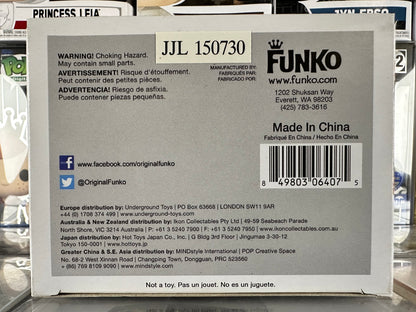 PRINCESS LEIA
JYN ERSO
JJL 150730
WARNING! Choking Hazard.
May contain small parts.
AVERTISSEMENT! Risque d'étouffement.
Peut contenir des petites pièces.
ADVERTENCIA! Riesgo de asfixia.
Puede contener piezas pequeñas.
MANUFACTURED BY:
FABRIQUÉ PAR:
FABRICADO POR:
FUNKO
www.funko.com
1202 Shuksan Way
Everett, WA 98203
(425) 783-3616
Made In China
Fabriqué En China / Hecho En China
8 49803 06407 5
www.facebook.com/originalfunko
@OriginalFunko
Europe distribution by: Underground Toys | PO Box 63668 | LONDON SW11 9AR
+44 (0) 1708 374 499 | www.underground-toys.com
Australia & New Zealand distribution by: Ikon Collectables Pty Ltd | 49-59 Seabeach Parade
North Shore, VIC 3214 Australia | P: +61 3 5240 7900 | F: +61 3 5240 7951 | www.ikoncollectables.com.au
Japan distribution by: Hot Toys Japan Co., Inc. | G Bldg 3rd Floor | Jingumae 3-30-12
Tokyo 150-0001 | www.hottoys.jp
Greater China & S.E. Asia distribution by: MINDstyle International | POP Creative Space
No. 68-2 West Xinnan Road | Changping Town, Dongguan, PRC 523560
+ (86) 769 8109 9090 | www.mindstyle.com
Not a toy. Pas un jouet. No es un juguete.